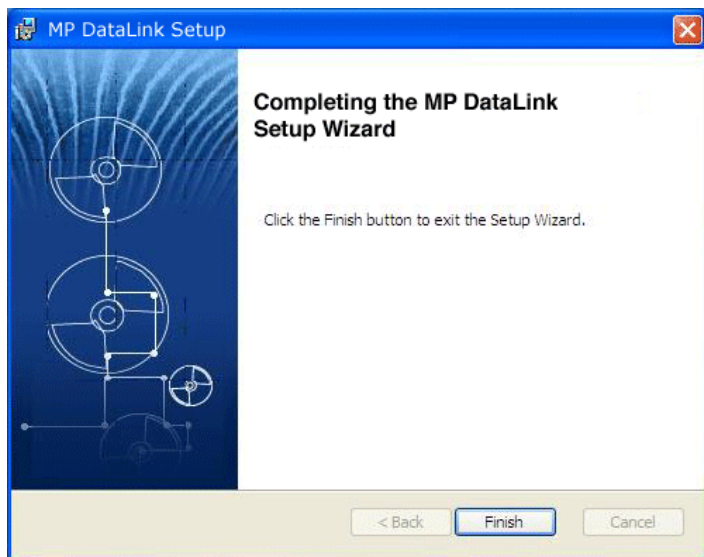 MP DataLink Setup
Completing the MP DataLink
Setup Wizard
Click the Finish button to exit the Setup Wizard.
< Back
Finish
Cancel